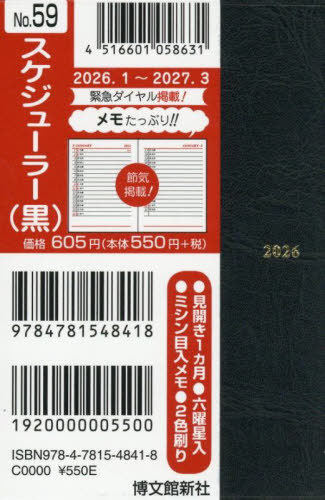 No.59
スケジューラー(黒)
4 516601 058631
2026.1～2027.3
緊急ダイヤル掲載!
メモたっぷり!!
節気
掲載!
価格 605円(本体550円+税)
2026
9784781548418
1920000005500
●見開き1カ月●六曜星入
●ミシン目入メモ●2色刷り
ISBN978-4-7815-4841-8
C0000 ¥550E
博文館新社